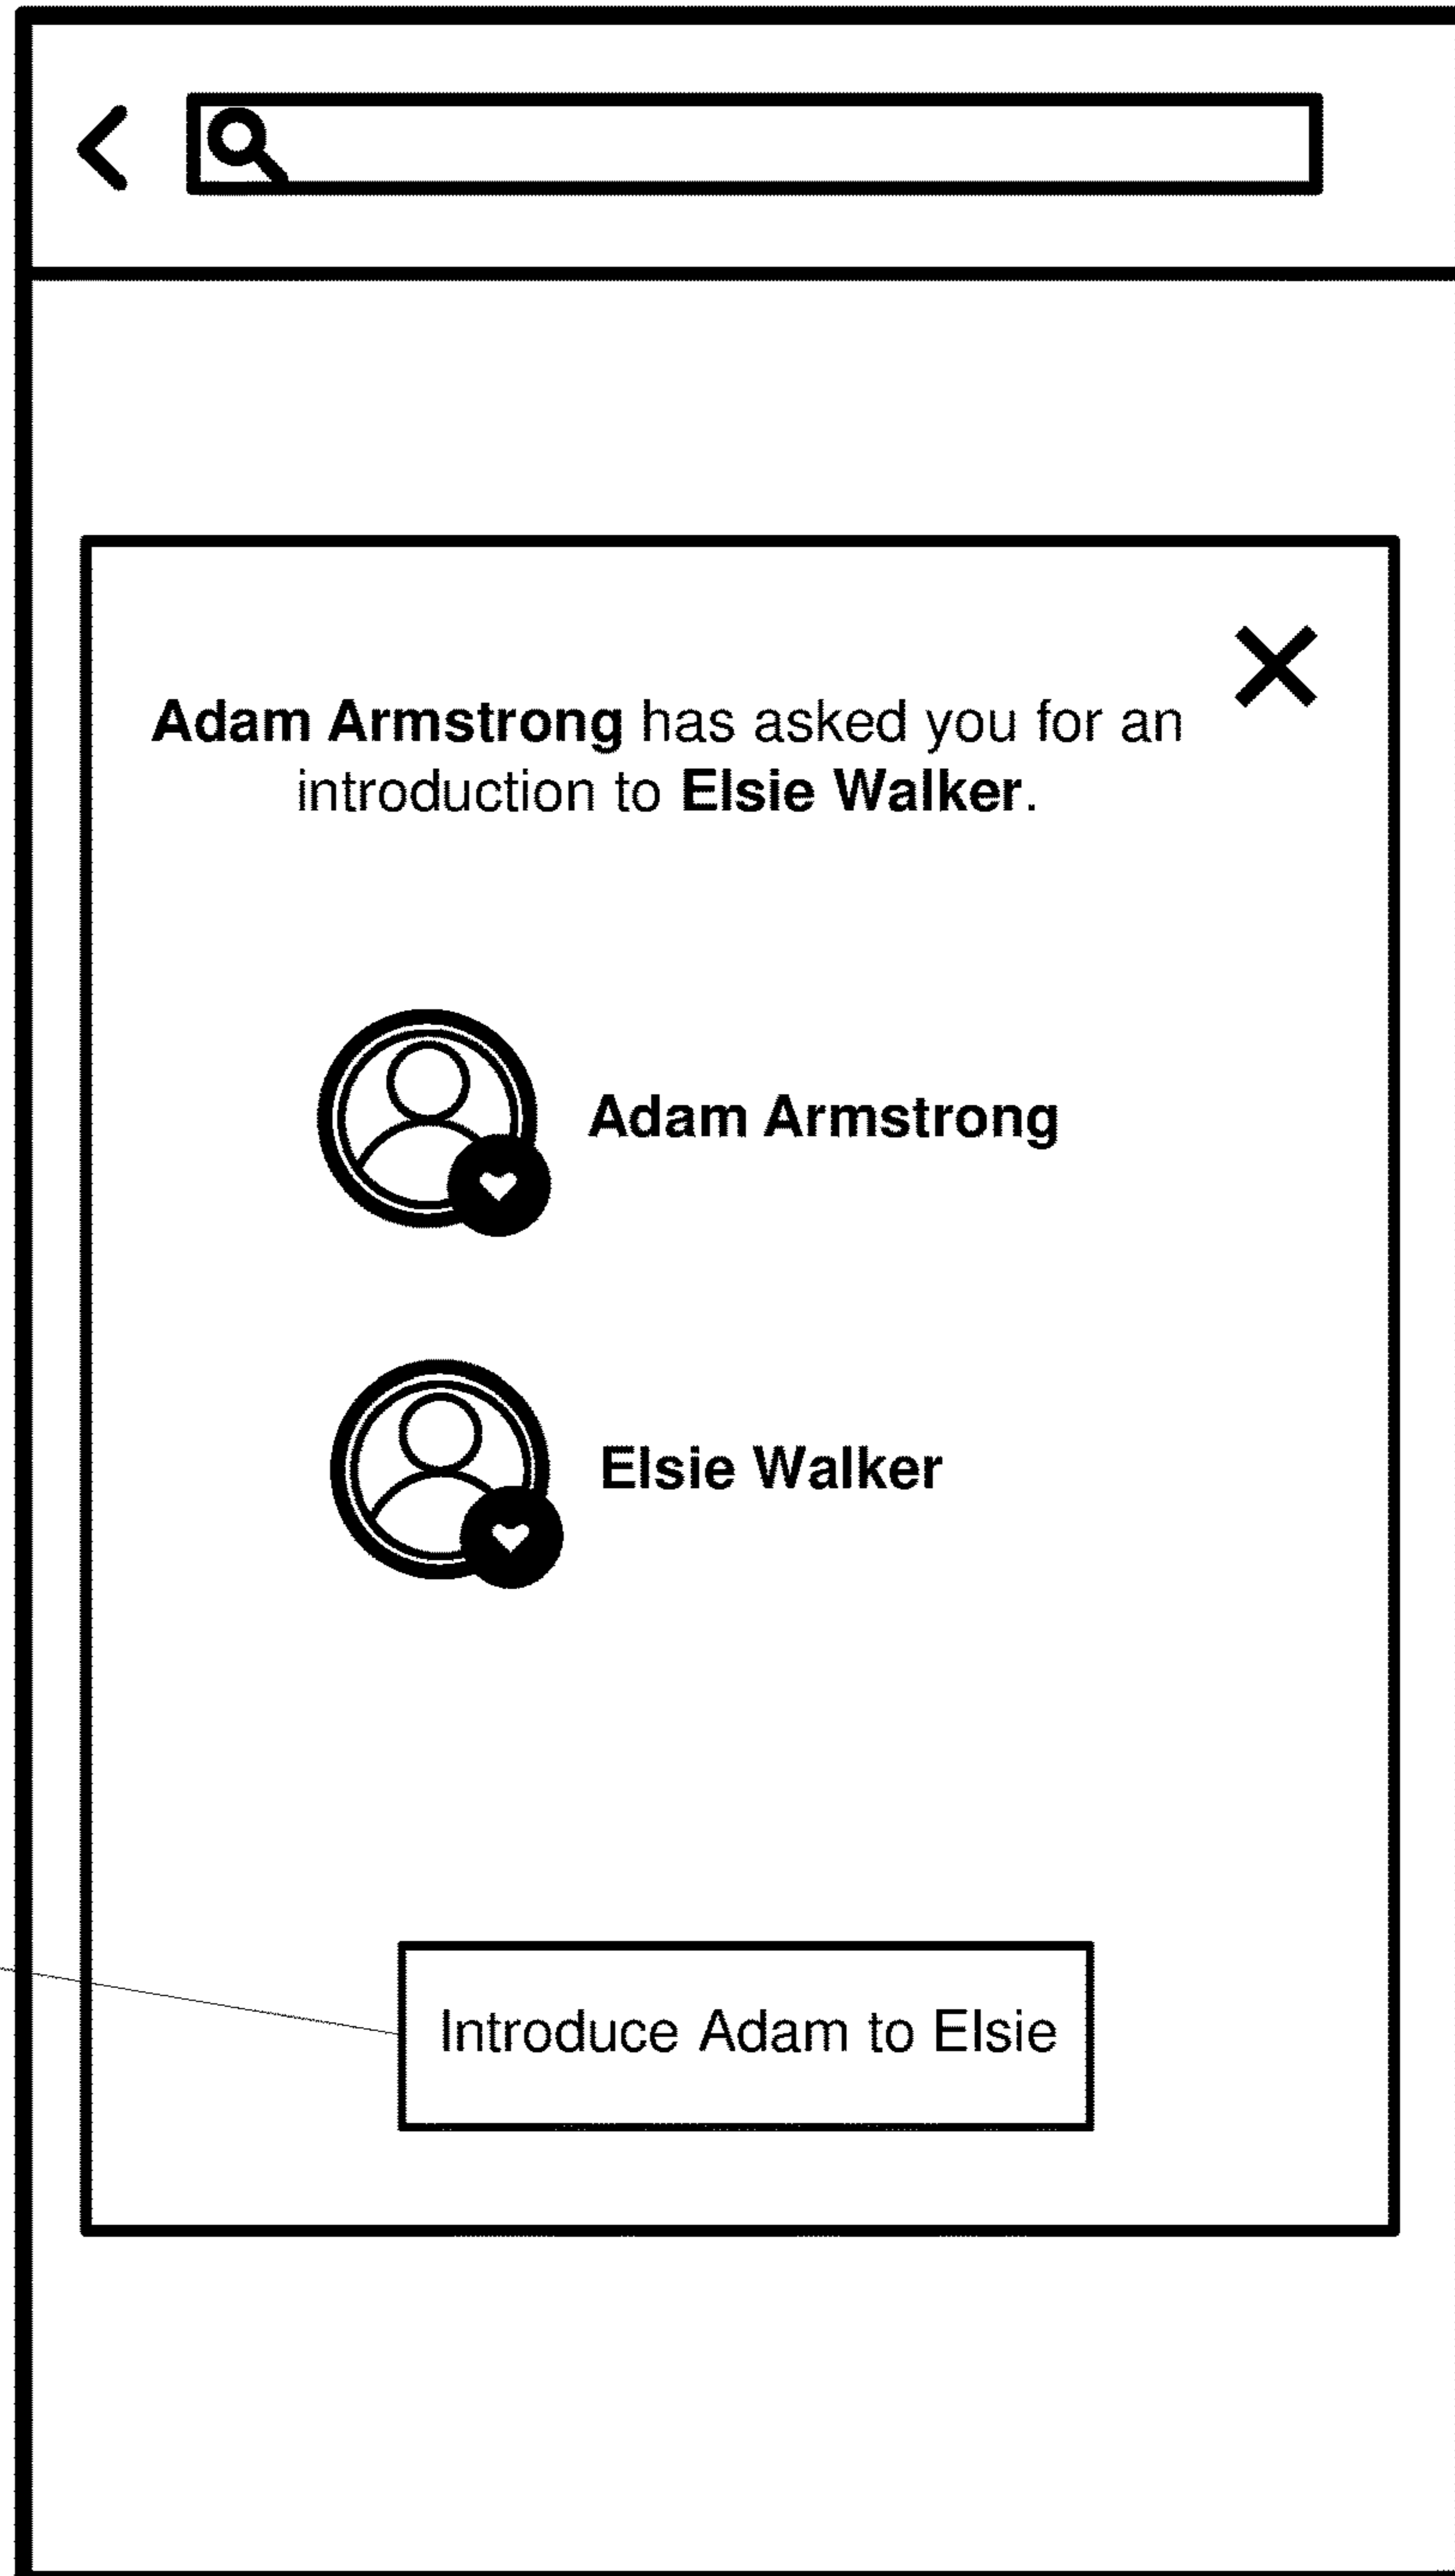 Adam Armstrong has asked you for an
introduction to Elsie Walker.
Adam Armstrong
Elsie Walker
Introduce Adam to Elsie